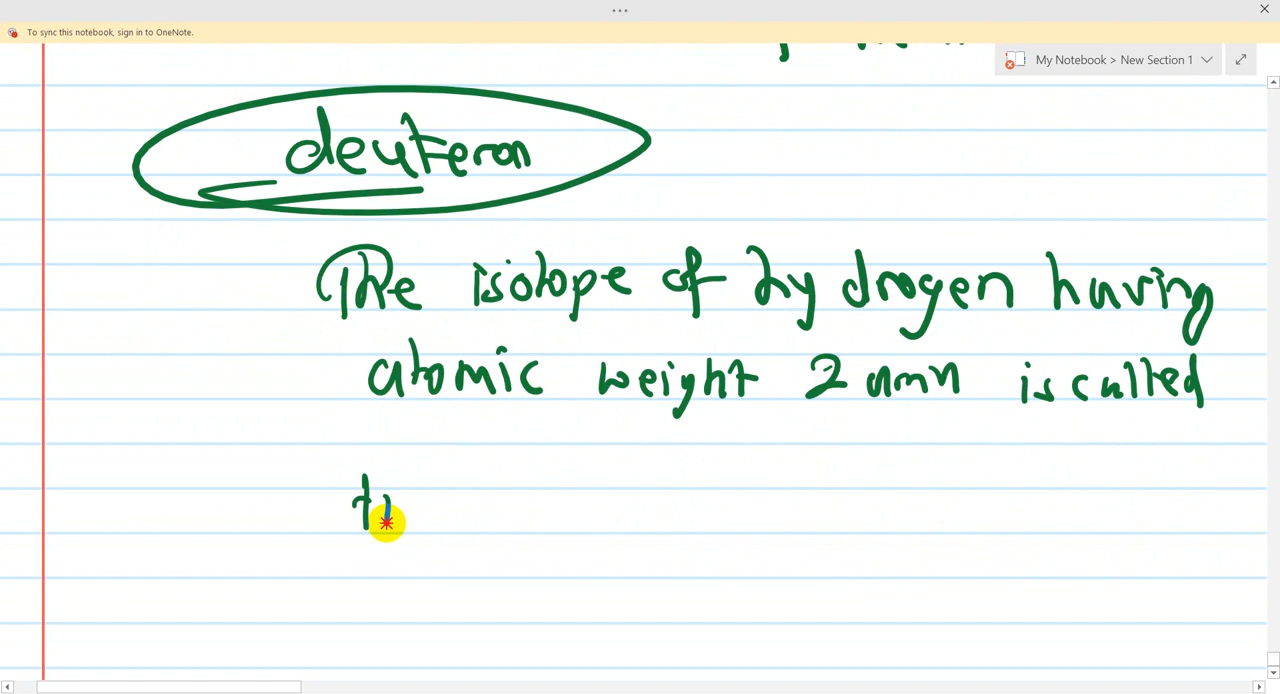 To sync this notebook, sign in to OneNote.
My Notebook > New Section 1
deuteron
The isotope of hydrogen having
atomic weight 2 amu is called